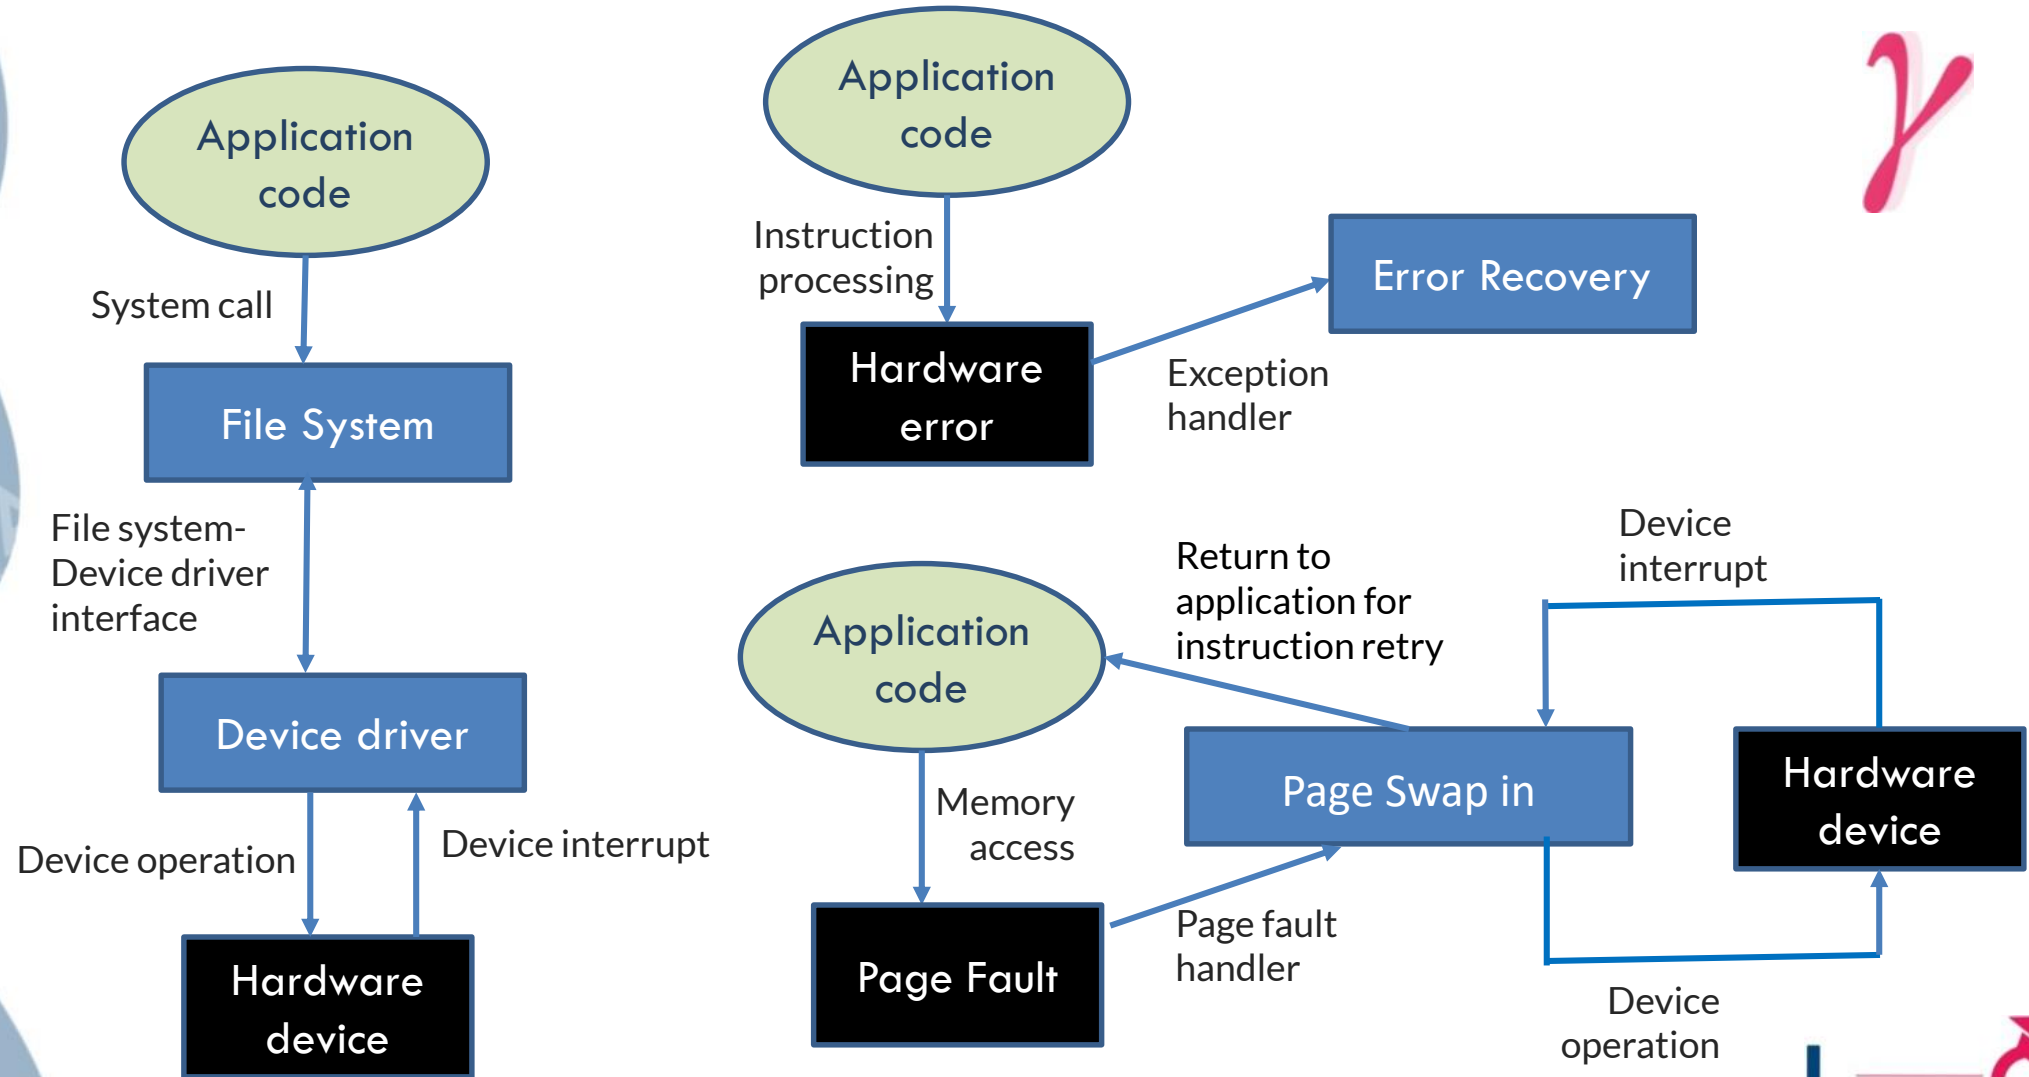 Application
code
System call
File System
File system-
Device driver
interface
Device driver
Device operation
Device interrupt
Hardware
device
Application
code
Instruction
processing
Hardware
error
Exception
handler
Error Recovery
γ
Application
code
Memory
access
Page Fault
Page fault
handler
Return to
application for
instruction retry
Page Swap in
Device
interrupt
Hardware
device
Device
operation